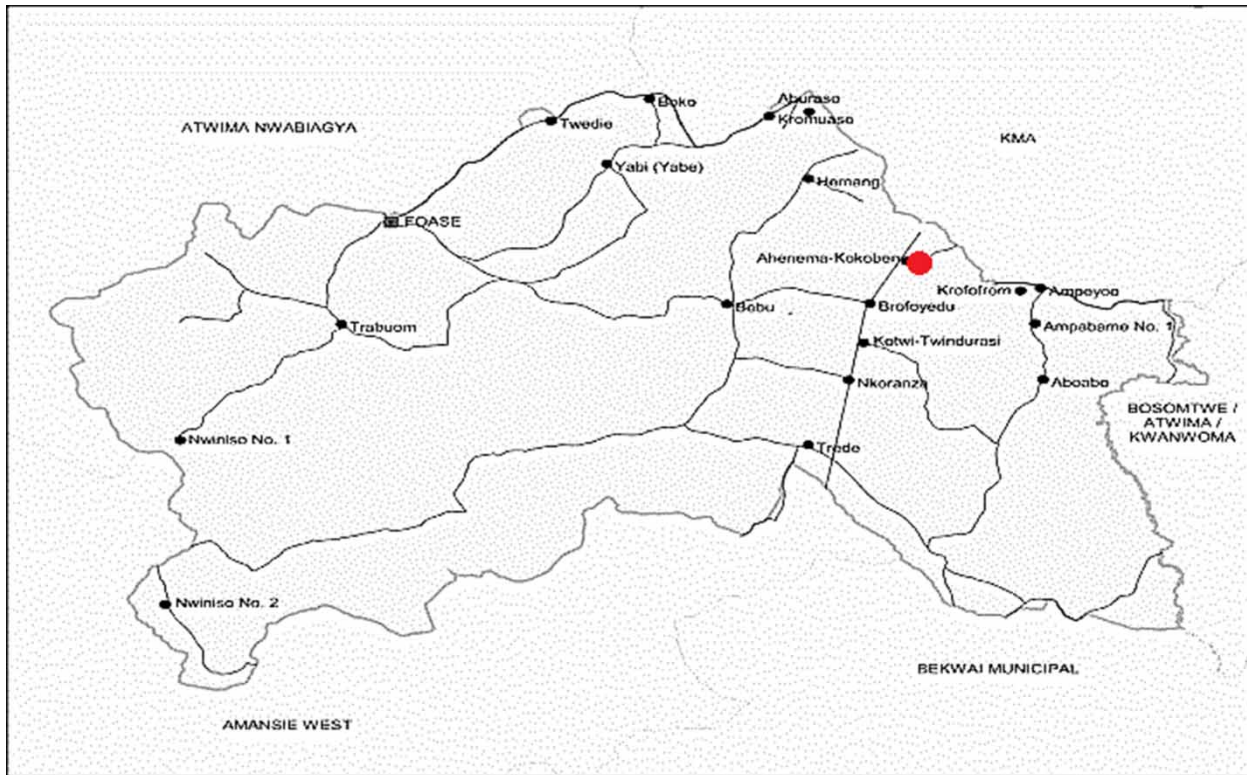 Boko
Aburaso
Kromuaso
Twedie
ATWIMA NWABIAGYA
KMA
Yabi (Yabe)
Hemang
FOASE
Ahenema-Kokoben
Krofofrom
Ampeyoo
Bebu
Brofoyedu
Trabuom
Ampabame No. 1
Kotwi-Twindurasi
Nkoranza
Aboabo
BOSOMTWE /
ATWIMA /
KWANWOMA
Nwiniso No. 1
Trede
Nwiniso No. 2
BEKWAI MUNICIPAL
AMANSIE WEST